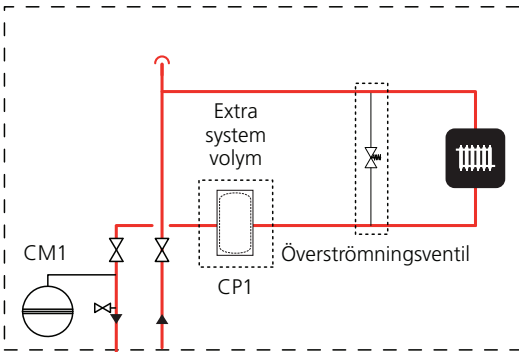 Extra
system
volym
CM1
Överströmningsventil
CP1